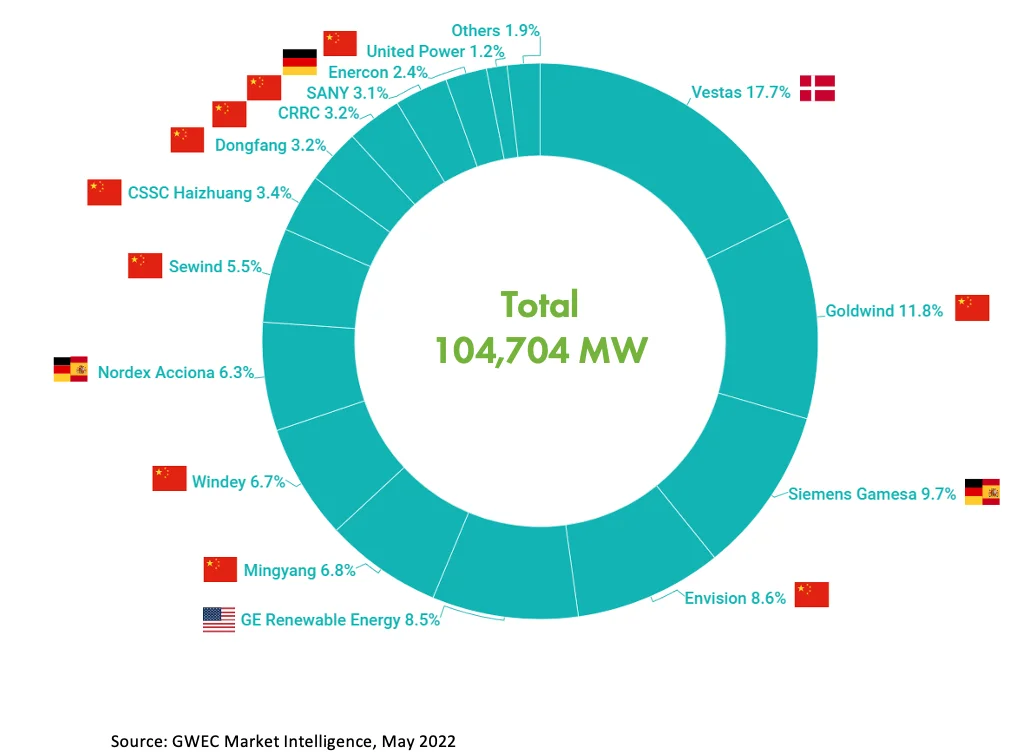 Others 1.9%
United Power 1.2%
Enercon 2.4%
SANY 3.1%
CRRC 3.2%
Dongfang 3.2%
CSSC Haizhuang 3.4%
Sewind 5.5%
Nordex Acciona 6.3%
Windey 6.7%
Mingyang 6.8%
GE Renewable Energy 8.5%
Vestas 17.7%
Goldwind 11.8%
Siemens Gamesa 9.7%
Envision 8.6%
Total
104,704 MW
Source: GWEC Market Intelligence, May 2022